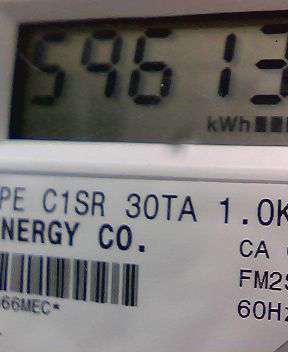 59613
kWh
PE C1SR 30TA 1.0K
NERGY CO.
CA
FM2S
66MEC*
60Hz